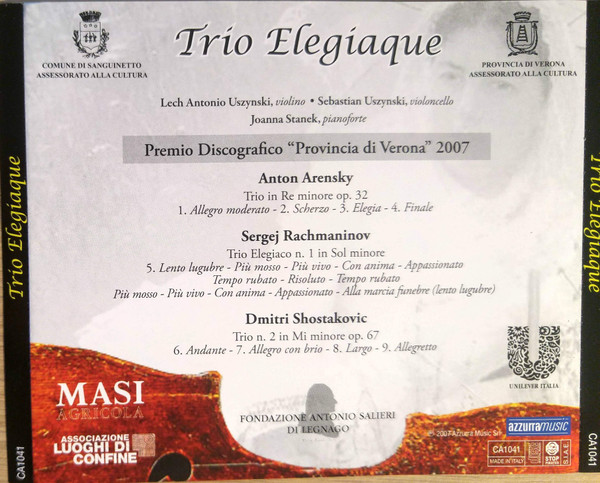 Trio Elegiaque
COMUNE DI SANGUINETTO
ASSESSORATO ALLA CULTURA
PROVINCIA DI VERONA
ASSESSORATO ALLA CULTURA
Lech Antonio Uszynski, violino • Sebastian Uszynski, violoncello
Joanna Stanek, pianoforte
Premio Discografico “Provincia di Verona” 2007
Anton Arensky
Trio in Re minore op. 32
1. Allegro moderato - 2. Scherzo - 3. Elegia - 4. Finale
Sergej Rachmaninov
Trio Elegiaco n. 1 in Sol minore
5. Lento lugubre - Più mosso - Più vivo - Con anima - Appassionato
Tempo rubato - Risoluto - Tempo rubato
Più mosso - Più vivo - Con anima - Appassionato - Alla marcia funebre (lento lugubre)
Dmitri Shostakovic
Trio n. 2 in Mi minore op. 67
6. Andante - 7. Allegro con brio - 8. Largo - 9. Allegretto
UNILEVER ITALIA
MASI
AGRICOLA
FONDAZIONE ANTONIO SALIERI
DI LEGNAGO
ASSOCIAZIONE
LUOGHI DI
CONFINE
© 2007 Azzurra Music Srl
azzurramusic
CA1041
MADE IN ITALY
STOP
S.I.A.E.
Trio Elegiaque
CA1041
Trio Elegiaque
CA1041